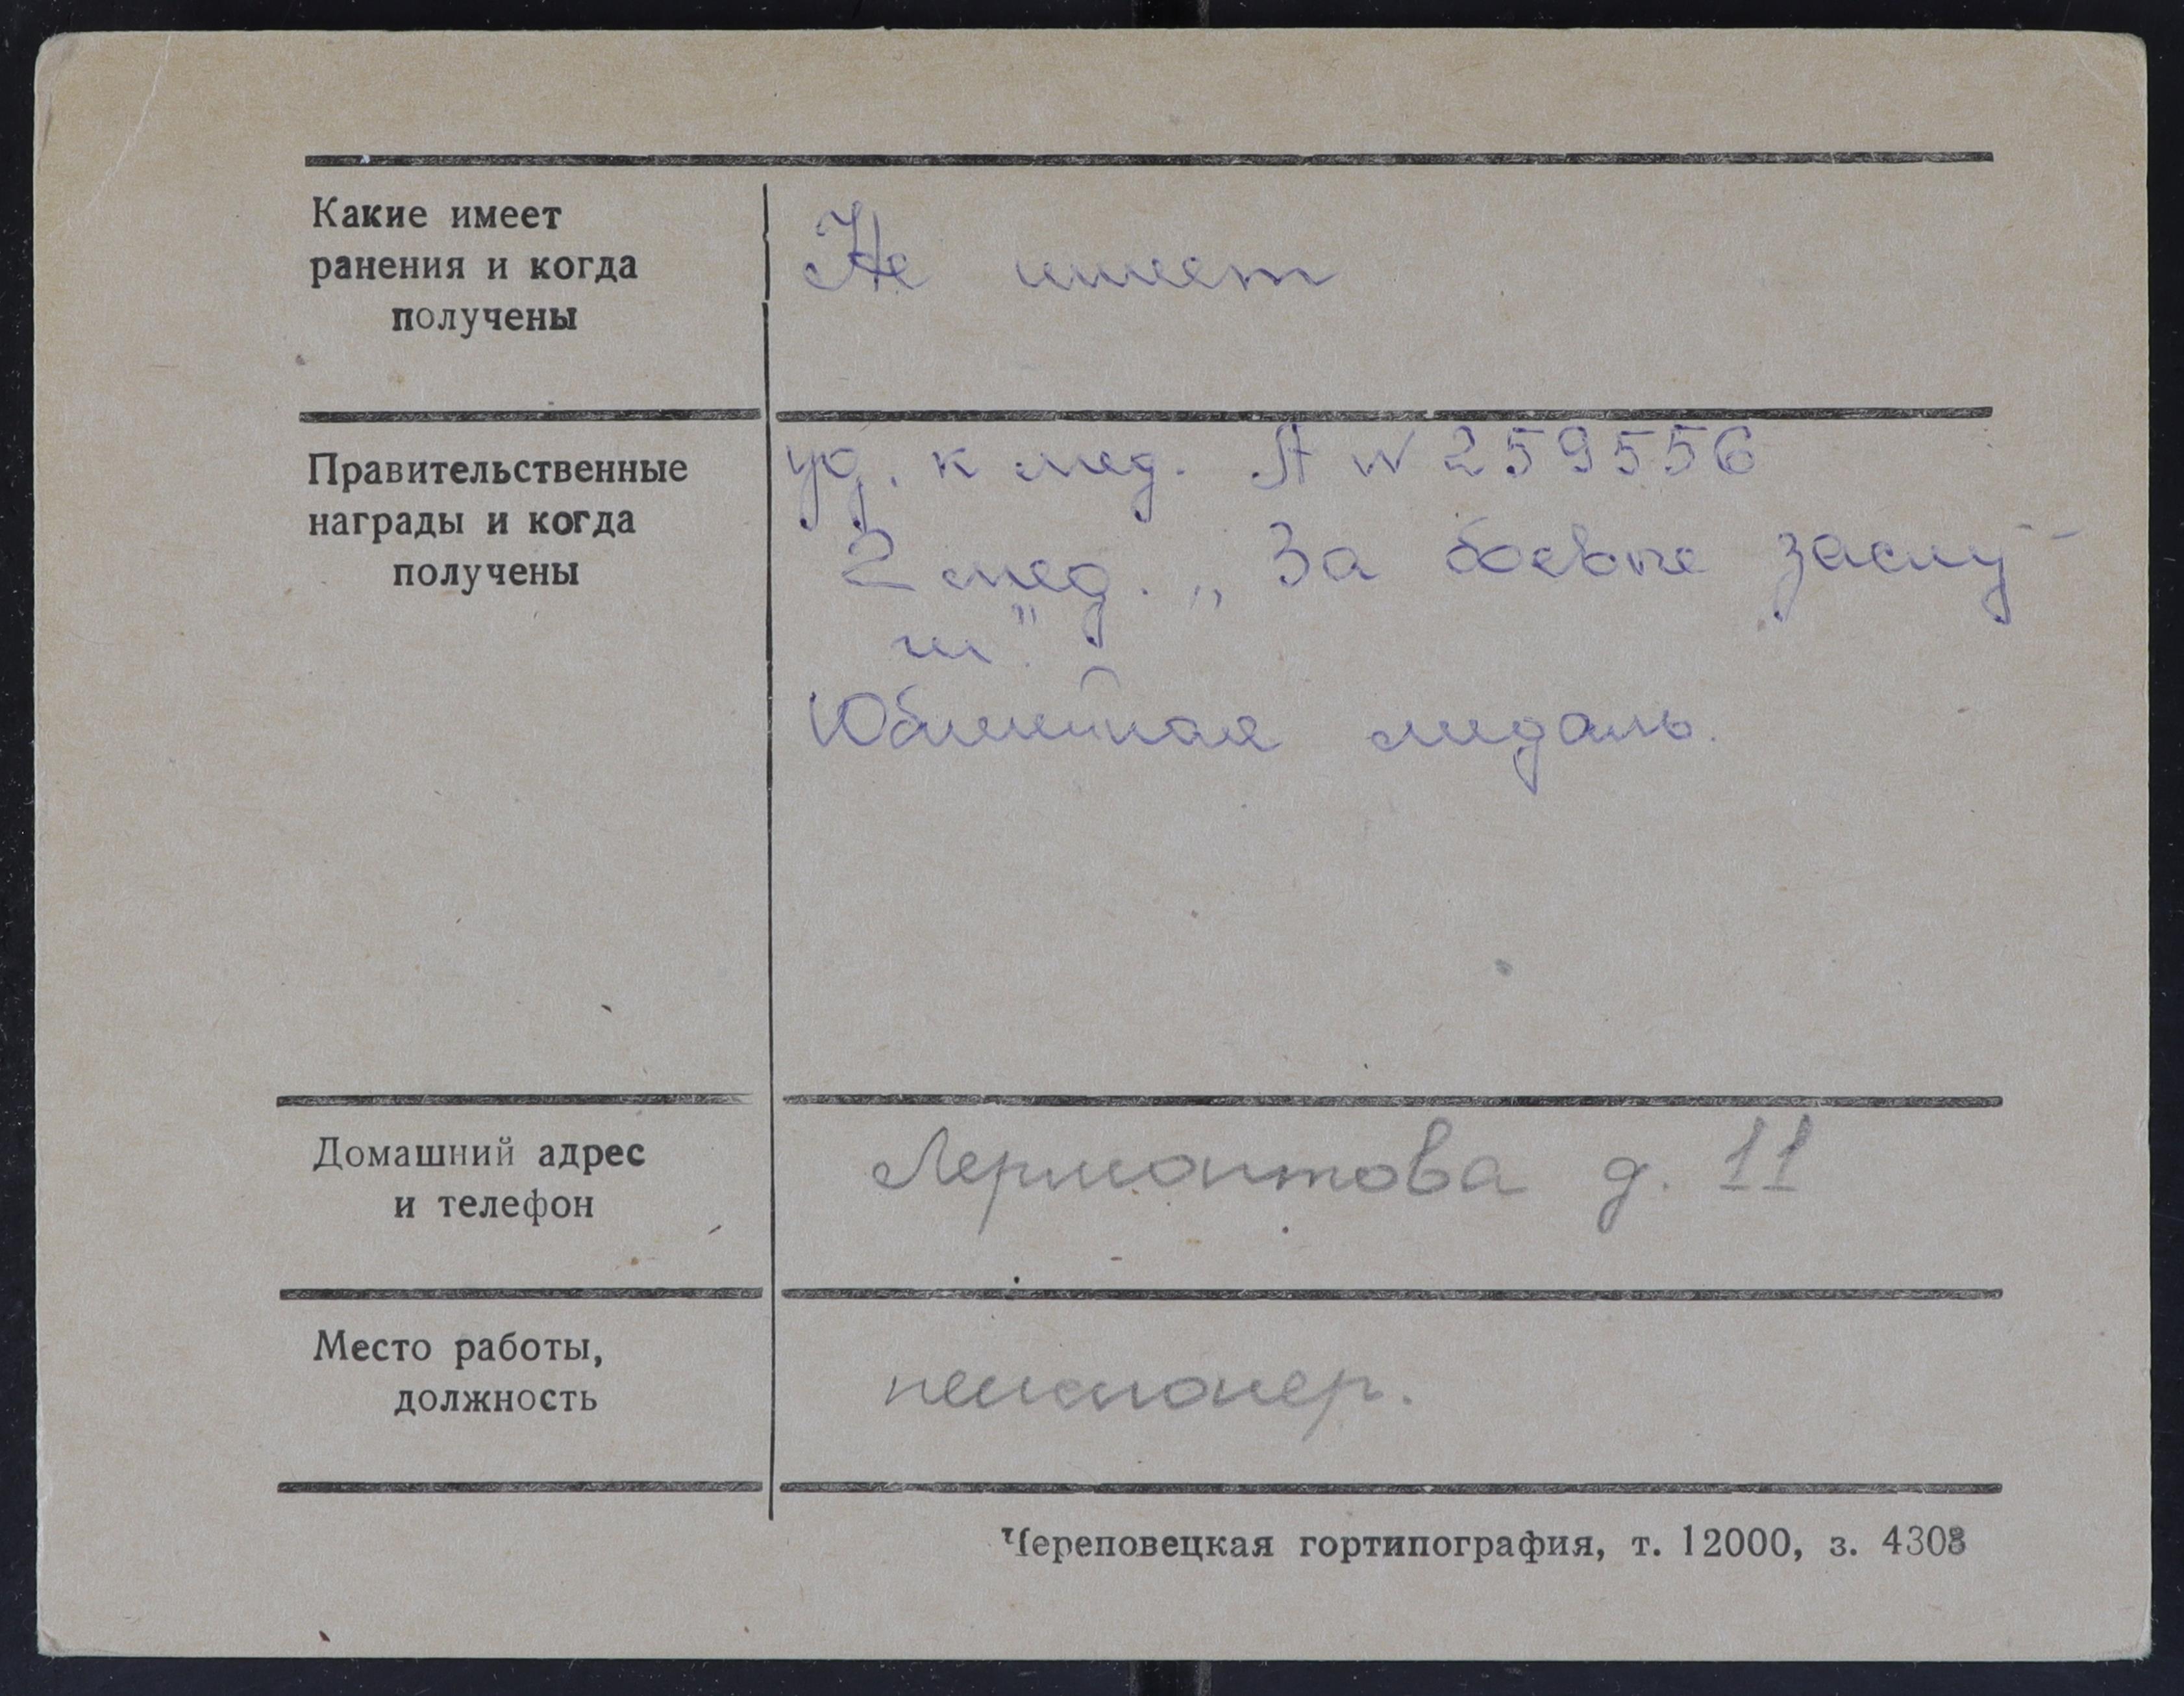 Какие имеет
ранения и когда
получены
Не имеет
Правительственные
награды и когда
получены
уд. к мед. А № 259556
2 мед. „За боевые заслу-
ги".
Юбилейная медаль.
Домашний адрес
и телефон
Лермонтова д. 11
Место работы,
должность
пенсионер.
Череповецкая гортипография, т. 12000, з. 4303